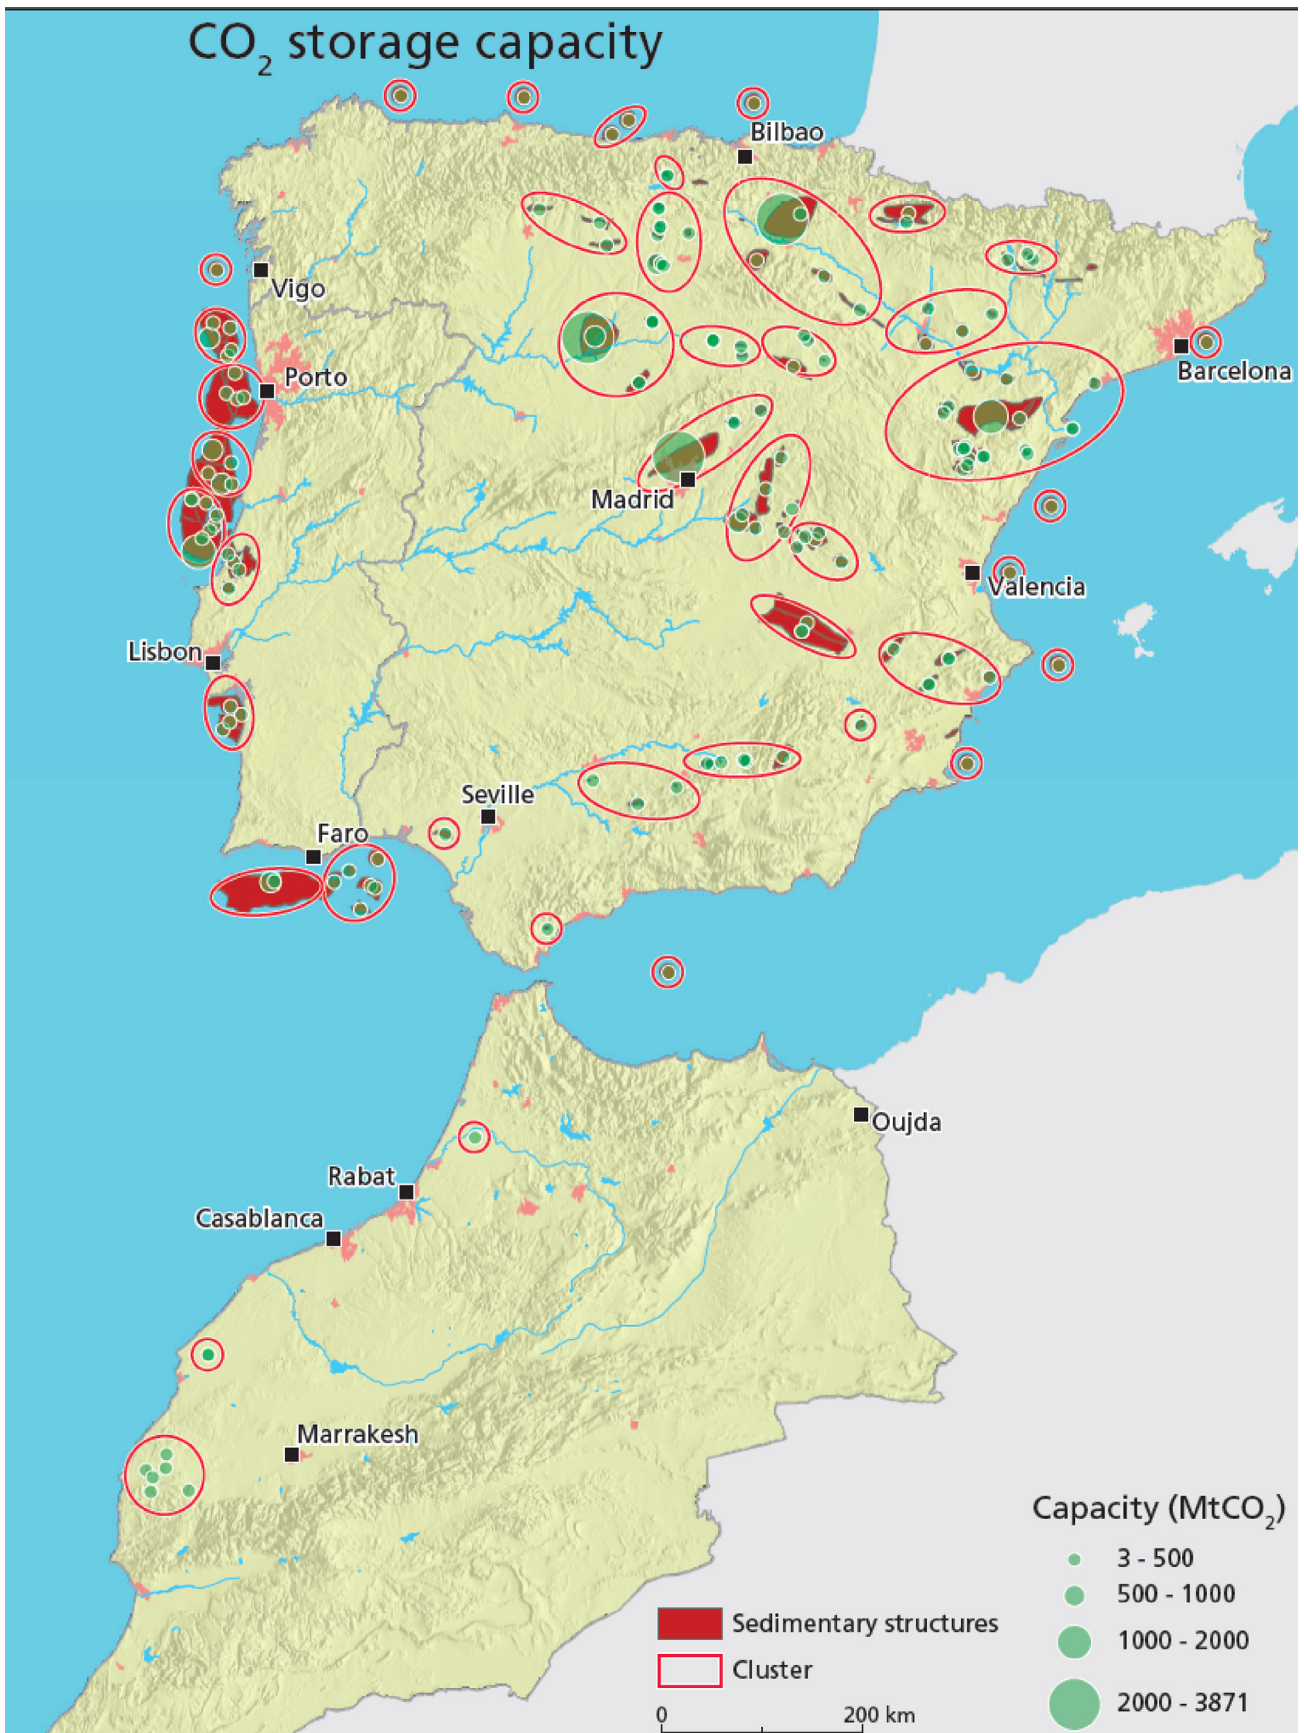 CO₂ storage capacity
Bilbao
Vigo
Porto
Barcelona
Madrid
Valencia
Lisbon
Seville
Faro
Oujda
Rabat
Casablanca
Marrakesh
Capacity (MtCO₂)
3 - 500
500 - 1000
1000 - 2000
2000 - 3871
Sedimentary structures
Cluster
0 200 km